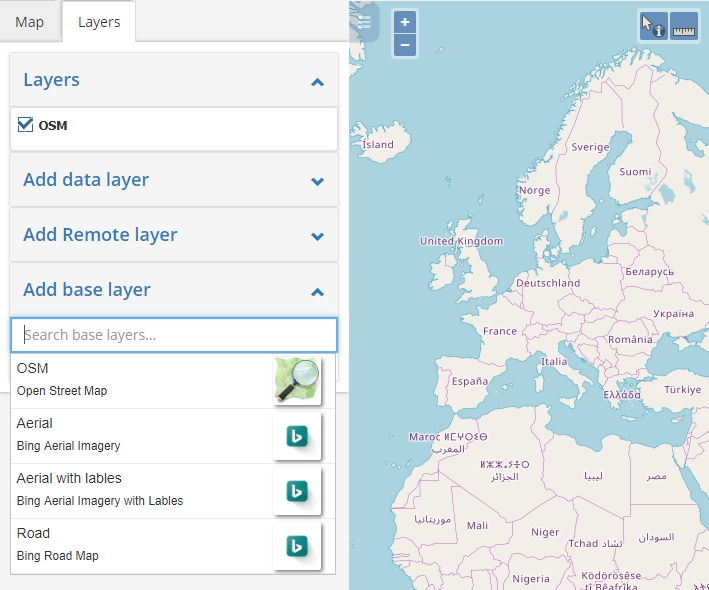 Map
Layers
Layers
OSM
Add data layer
Add Remote layer
Add base layer
Search base layers...
OSM
Open Street Map
Aerial
Bing Aerial Imagery
Aerial with lables
Bing Aerial Imagery with Lables
Road
Bing Road Map
+
−
Ísland
Sverige
Suomi
Norge
United Kingdom
Беларусь
Deutschland
Україна
France
România
Italia
España
Ελλάδα
Türkiye
Maroc ⵍⵎⵖⵔⵉⴱ
المغرب
ⵍⵣⵣⴰⵢⴻⵔ
الجزائر
ليبيا
مصر
موريتانيا
Mali
Niger
Tchad تشاد
السودان
Nigeria
Ködörösêse
tî Bêafrîka